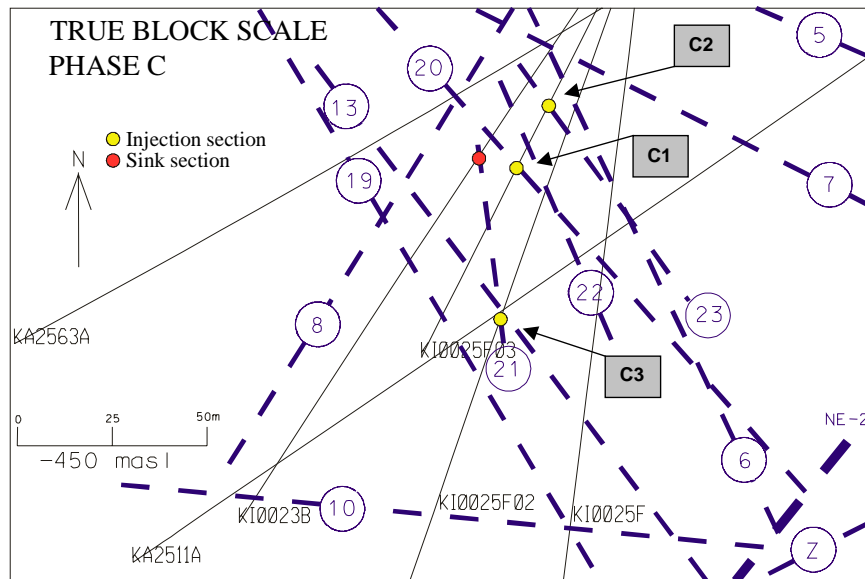 TRUE BLOCK SCALE
PHASE C
C2
5
20
13
Injection section
Sink section
N
C1
19
7
22
23
8
KA2563A
KI0025F03
21
C3
0 25 50m
-450 masl
NE-2
6
10
KI0023B
KI0025F02
KI0025F
KA2511A
Z